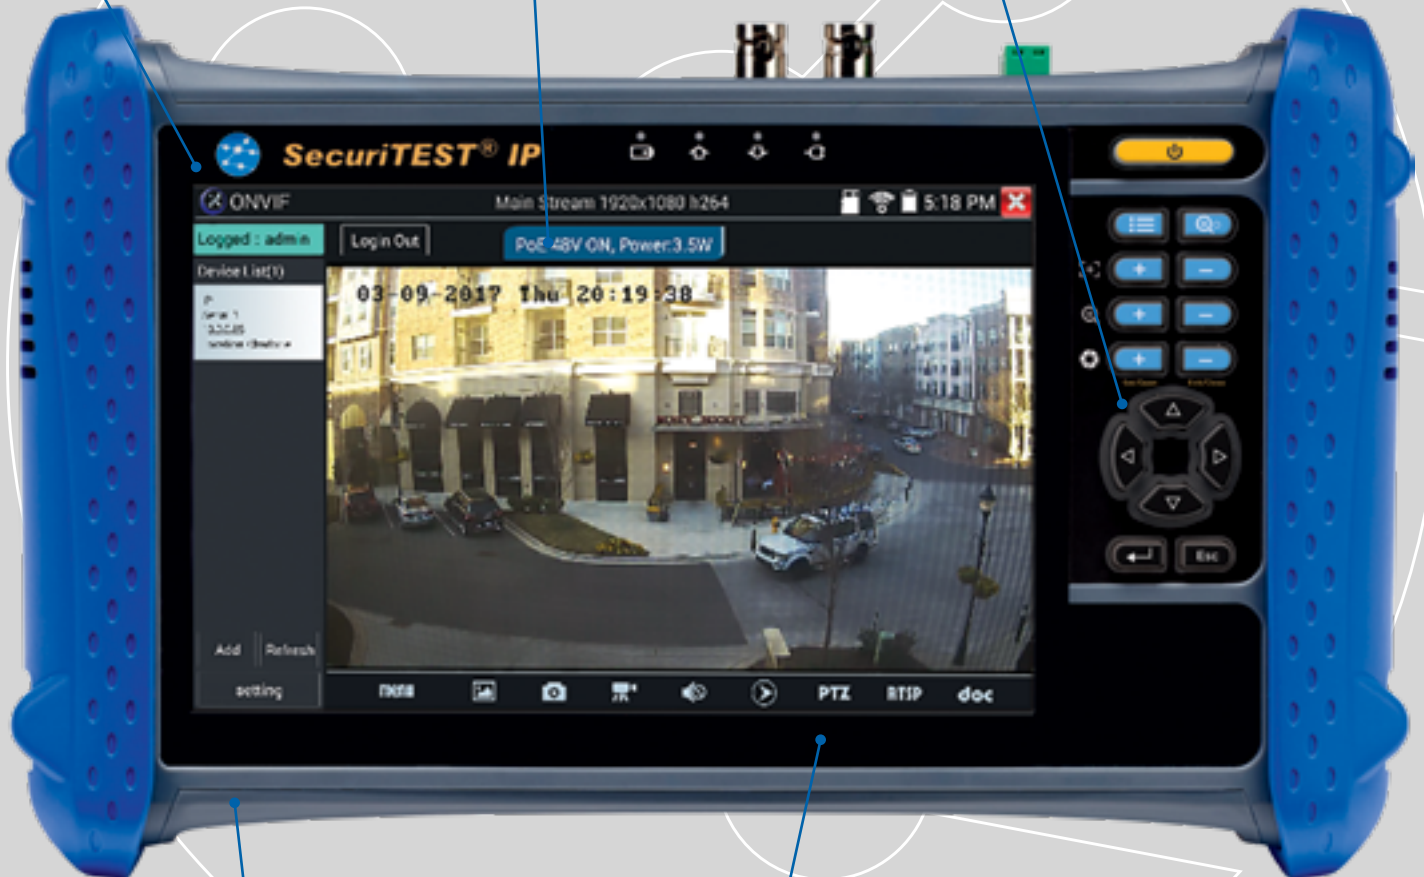 SecuriTEST® IP
ONVIF
Main Stream 1920x1080 h264
5:18 PM
Logged : admin
Login Out
PoE 48V ON, Power:3.5W
Device List(1)
03-09-2017 Thu 20:19:38
Add
Refresh
setting
menu
PTZ
RTSP
doc
Esc